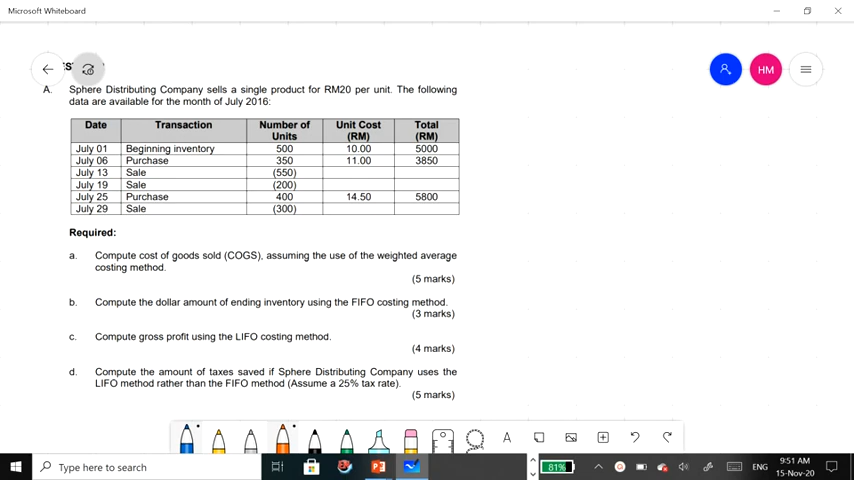 Microsoft Whiteboard
HM
A. Sphere Distributing Company sells a single product for RM20 per unit. The following
data are available for the month of July 2016:
Date Transaction Number of Units Unit Cost (RM) Total (RM)
July 01 Beginning inventory 500 10.00 5000
July 06 Purchase 350 11.00 3850
July 13 Sale (550)
July 19 Sale (200)
July 25 Purchase 400 14.50 5800
July 29 Sale (300)
Required:
a. Compute cost of goods sold (COGS), assuming the use of the weighted average
costing method.
(5 marks)
b. Compute the dollar amount of ending inventory using the FIFO costing method.
(3 marks)
c. Compute gross profit using the LIFO costing method.
(4 marks)
d. Compute the amount of taxes saved if Sphere Distributing Company uses the
LIFO method rather than the FIFO method (Assume a 25% tax rate).
(5 marks)
Type here to search
81%
ENG
9:51 AM
15-Nov-20